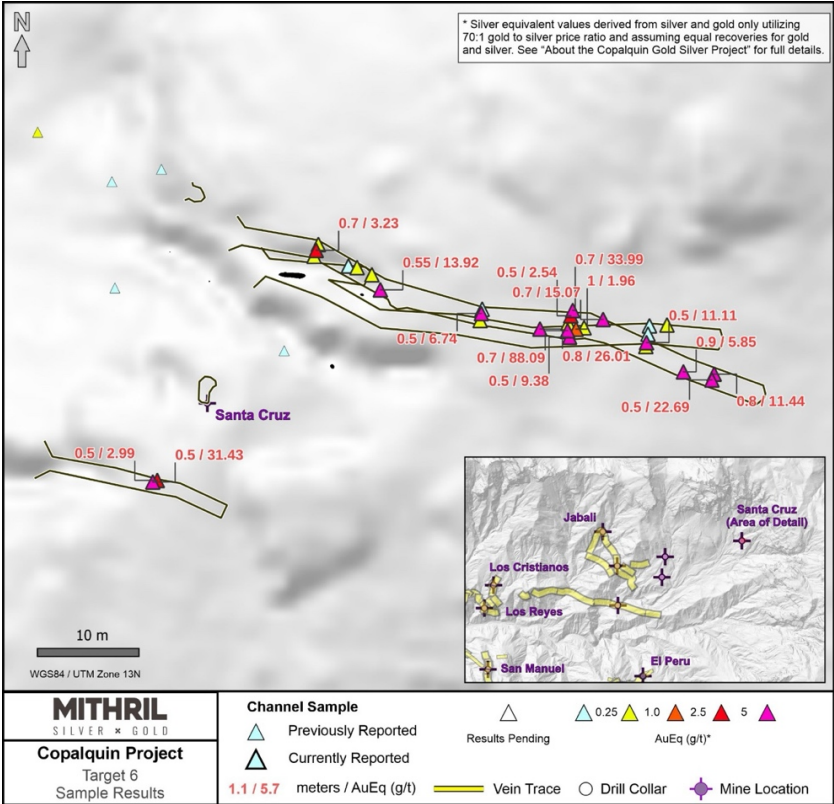 N
* Silver equivalent values derived from silver and gold only utilizing
70:1 gold to silver price ratio and assuming equal recoveries for gold
and silver. See “About the Copalquin Gold Silver Project” for full details.
0.7 / 3.23
0.55 / 13.92
0.7 / 33.99
0.5 / 2.54
1 / 1.96
0.7 / 15.07
0.5 / 11.11
0.5 / 6.74
0.9 / 5.85
0.7 / 88.09
0.8 / 26.01
0.5 / 9.38
0.8 / 11.44
0.5 / 22.69
Santa Cruz
0.5 / 2.99
0.5 / 31.43
Jabali
Santa Cruz
(Area of Detail)
Los Cristianos
Los Reyes
San Manuel
El Peru
10 m
WGS84 / UTM Zone 13N
MITHRIL
SILVER × GOLD
Copalquin Project
Target 6
Sample Results
Channel Sample
Previously Reported
Currently Reported
1.1 / 5.7 meters / AuEq (g/t)
Results Pending
0.25 1.0 2.5 5
AuEq (g/t)*
Vein Trace
Drill Collar
Mine Location